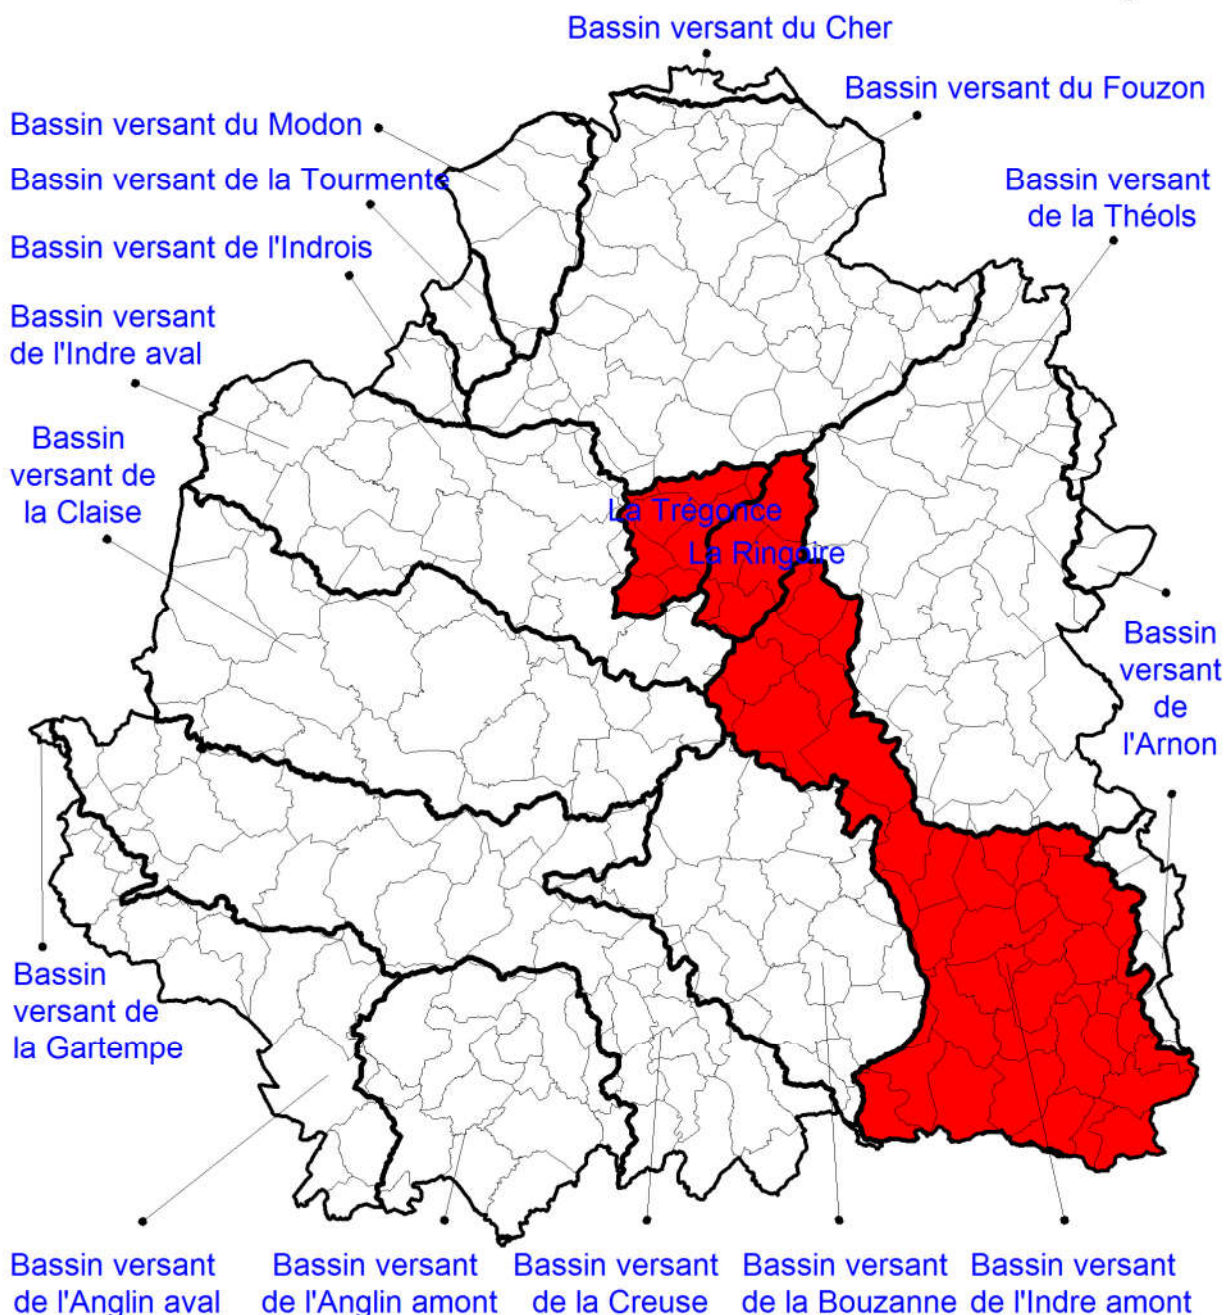 Bassin versant du Cher
Bassin versant du Fouzon
Bassin versant du Modon
Bassin versant de la Tourmente
Bassin versant
de la Théols
Bassin versant de l'Indrois
Bassin versant
de l'Indre aval
Bassin
versant de
la Claise
La Trégonce
La Ringoire
Bassin
versant
de
l'Arnon
Bassin
versant de
la Gartempe
Bassin versant
de l'Anglin aval
Bassin versant
de l'Anglin amont
Bassin versant
de la Creuse
Bassin versant
de la Bouzanne
Bassin versant
de l'Indre amont